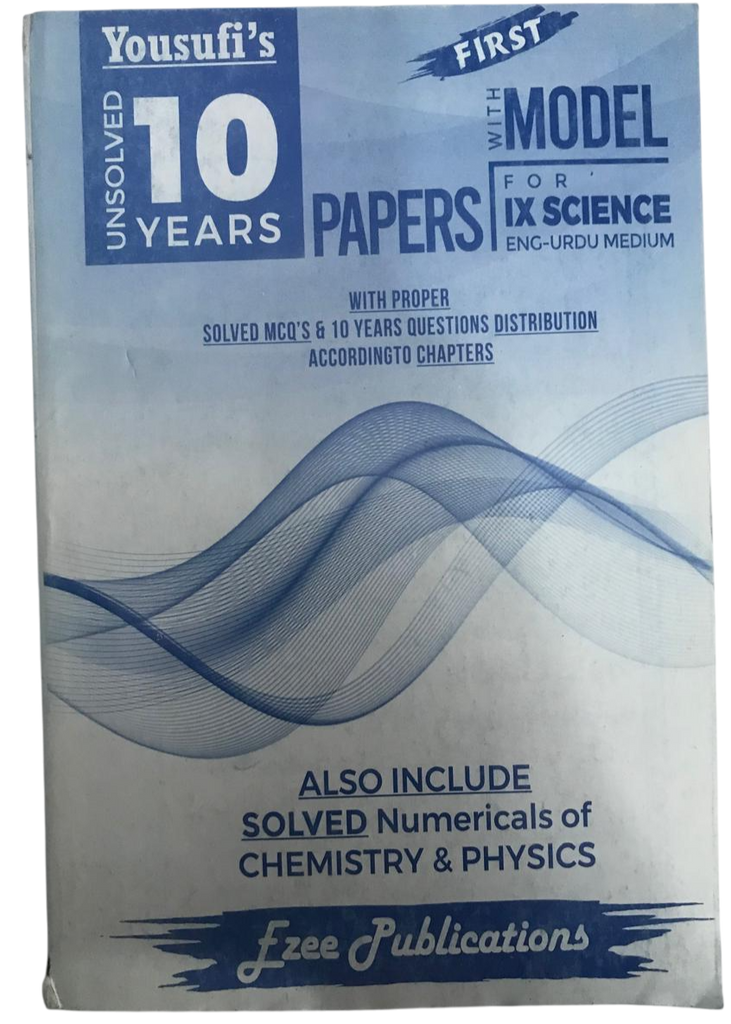 Yousufi's
UNSOLVED
10
YEARS
PAPERS
FIRST
WITH
MODEL
FOR
IX SCIENCE
ENG-URDU MEDIUM
WITH PROPER
SOLVED MCQ'S & 10 YEARS QUESTIONS DISTRIBUTION
ACCORDINGTO CHAPTERS
ALSO INCLUDE
SOLVED Numericals of
CHEMISTRY & PHYSICS
Ezee Publications